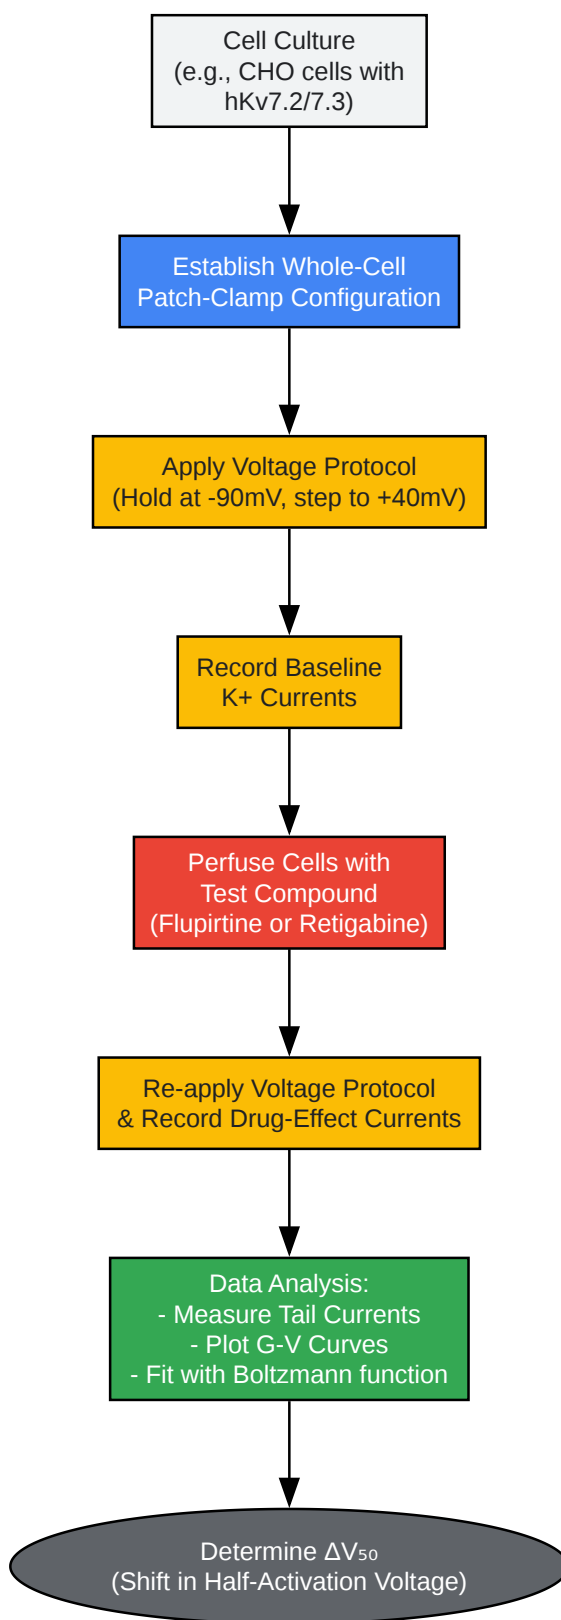 Cell Culture
(e.g., CHO cells with
hKv7.2/7.3)
Establish Whole-Cell
Patch-Clamp Configuration
Apply Voltage Protocol
(Hold at -90mV, step to +40mV)
Record Baseline
K+ Currents
Perfuse Cells with
Test Compound
(Flupirtine or Retigabine)
Re-apply Voltage Protocol
& Record Drug-Effect Currents
Data Analysis:
- Measure Tail Currents
- Plot G-V Curves
- Fit with Boltzmann function
Determine ΔV₅₀
(Shift in Half-Activation Voltage)